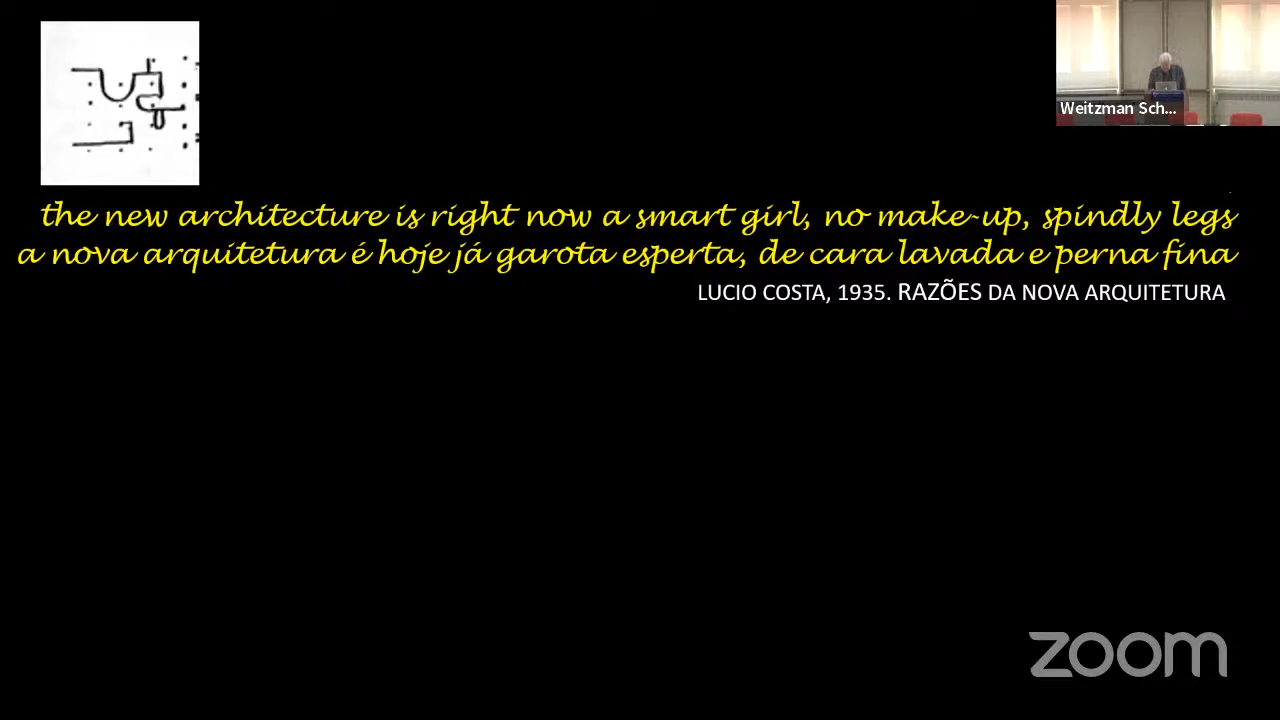 Weitzman Sch...
the new architecture is right now a smart girl, no make-up, spindly legs
a nova arquitetura é hoje já garota esperta, de cara lavada e perna fina
LUCIO COSTA, 1935. RAZÕES DA NOVA ARQUITETURA
zoom